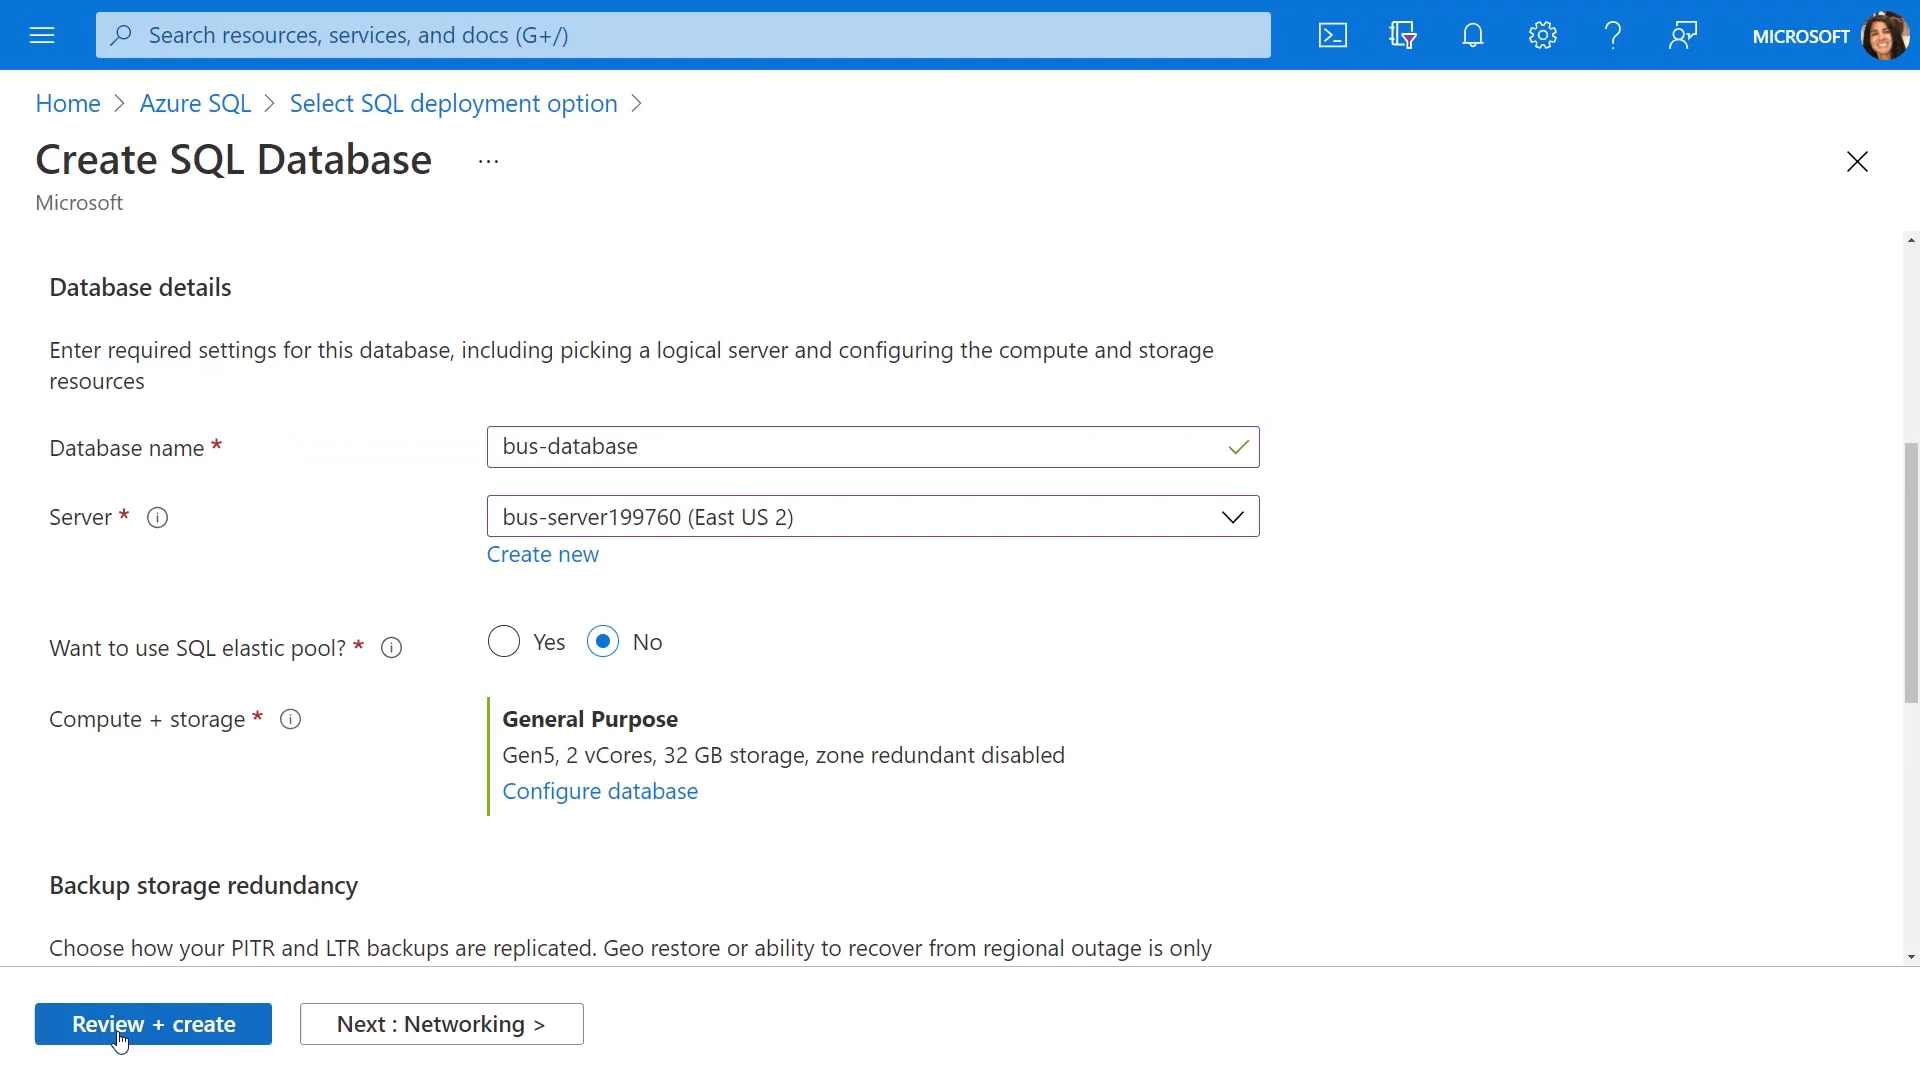 Search resources, services, and docs (G+/)
MICROSOFT
Home > Azure SQL > Select SQL deployment option >
Create SQL Database ...
Microsoft
Database details
Enter required settings for this database, including picking a logical server and configuring the compute and storage
resources
Database name *
bus-database
Server *
bus-server199760 (East US 2)
Create new
Want to use SQL elastic pool? *
Yes
No
Compute + storage *
General Purpose
Gen5, 2 vCores, 32 GB storage, zone redundant disabled
Configure database
Backup storage redundancy
Choose how your PITR and LTR backups are replicated. Geo restore or ability to recover from regional outage is only
Review + create
Next : Networking >